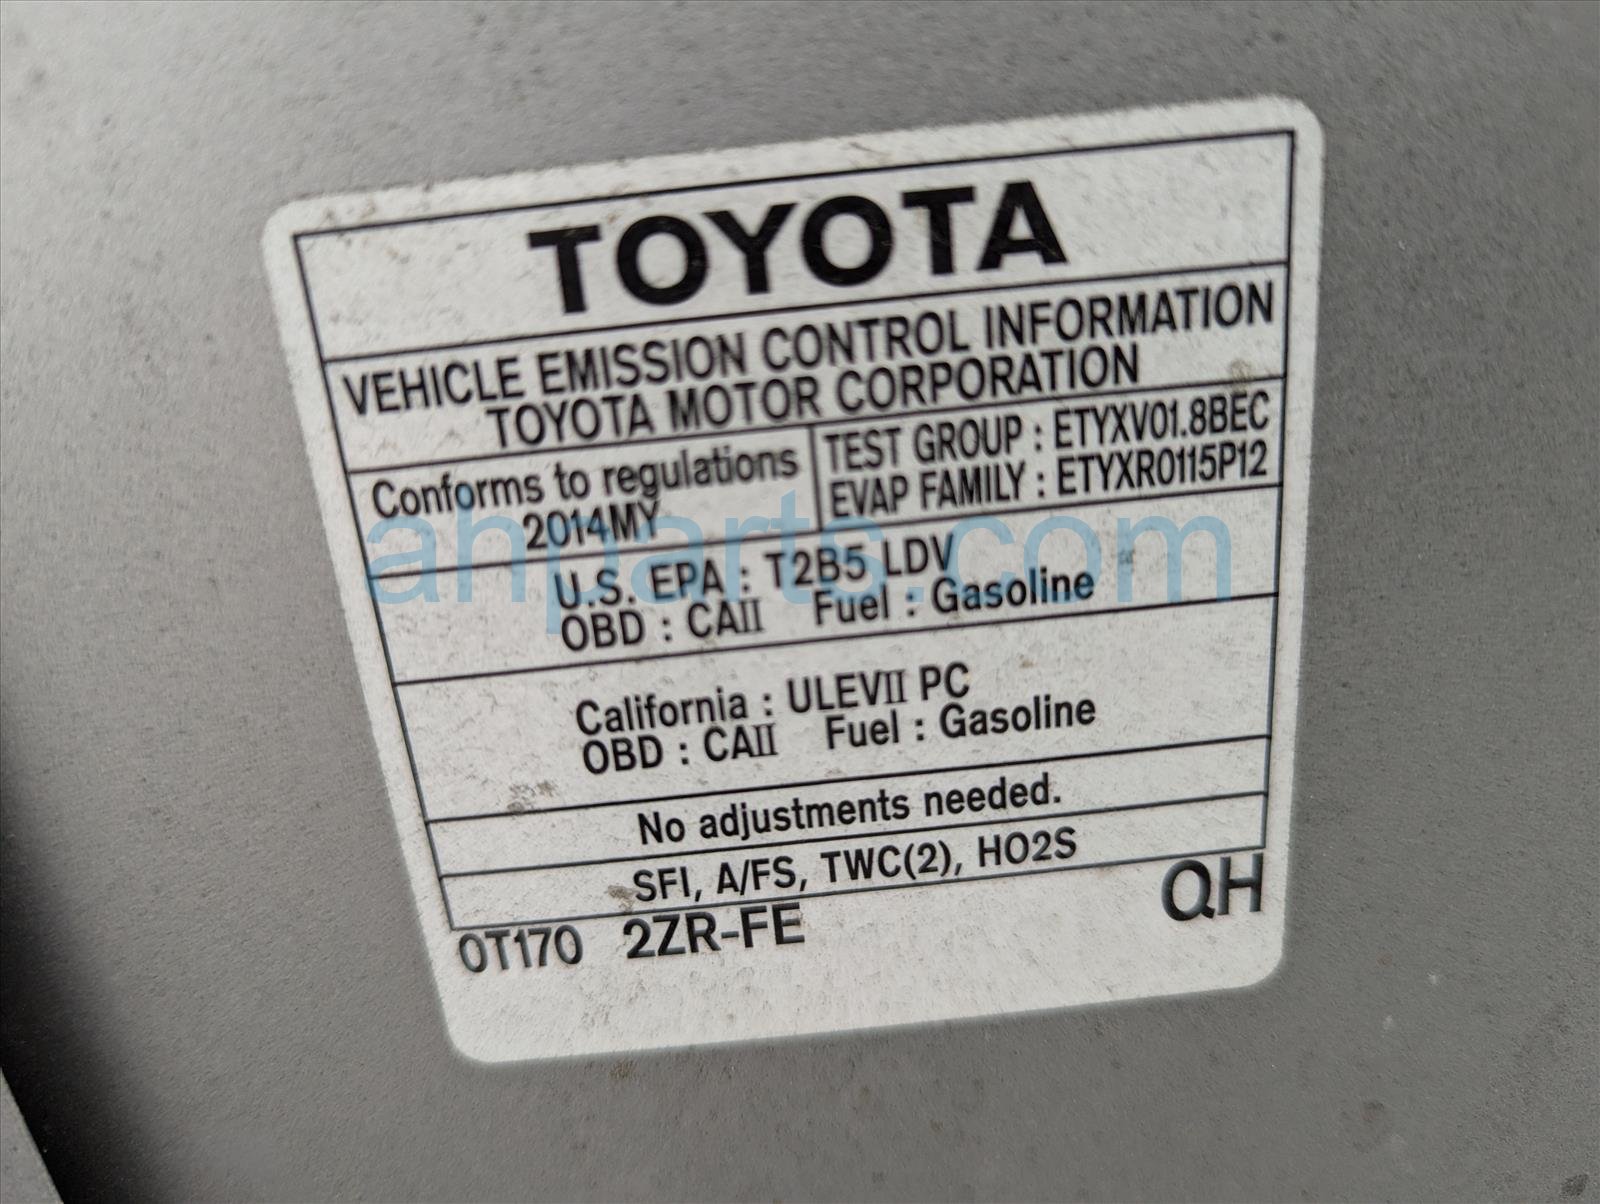 TOYOTA
VEHICLE EMISSION CONTROL INFORMATION
TOYOTA MOTOR CORPORATION
Conforms to regulations
2014MY
TEST GROUP : ETYXV01.8BEC
EVAP FAMILY : ETYXR0115P12
U.S. EPA : T2B5 LDV
OBD : CAII Fuel : Gasoline
California : ULEVII PC
OBD : CAII Fuel : Gasoline
No adjustments needed.
SFI, A/FS, TWC(2), HO2S
0T170 2ZR-FE QH
ahparts.com